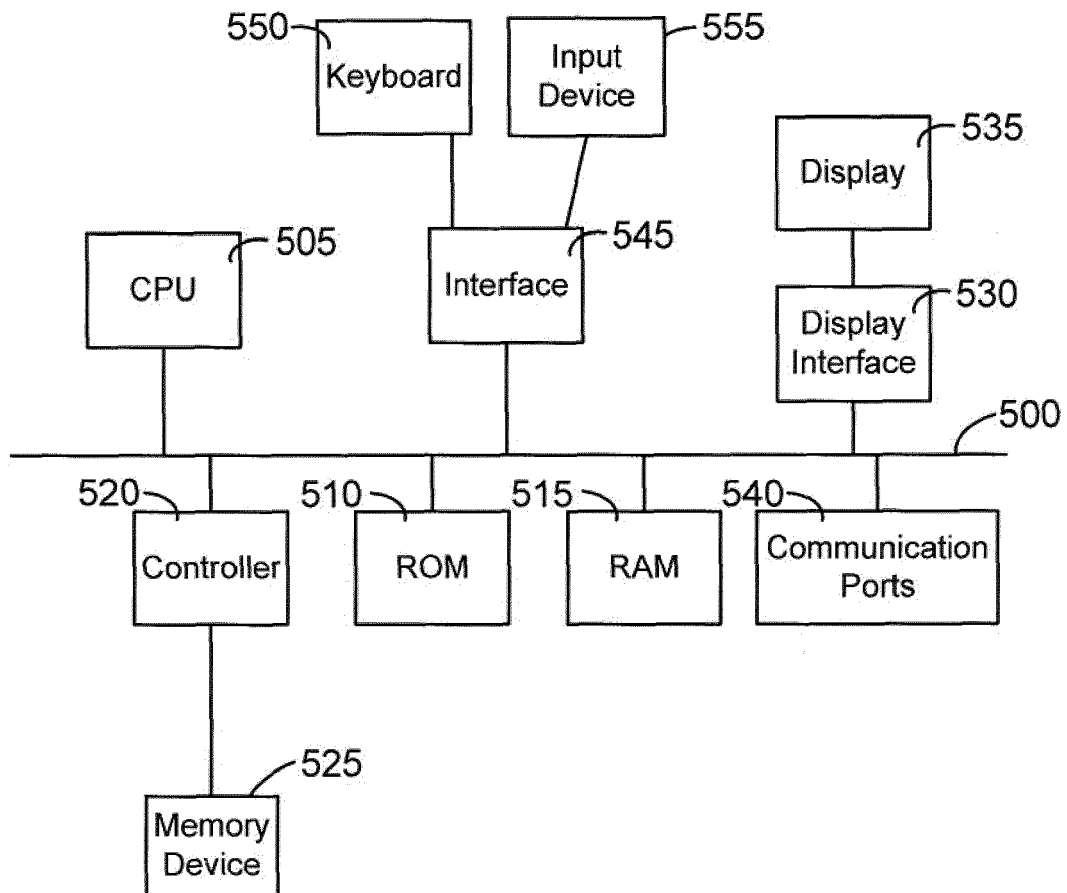 550
Keyboard
Input
Device
555
Display
535
CPU
505
Interface
545
Display
Interface
530
500
520
Controller
510
ROM
515
RAM
540
Communication
Ports
525
Memory
Device